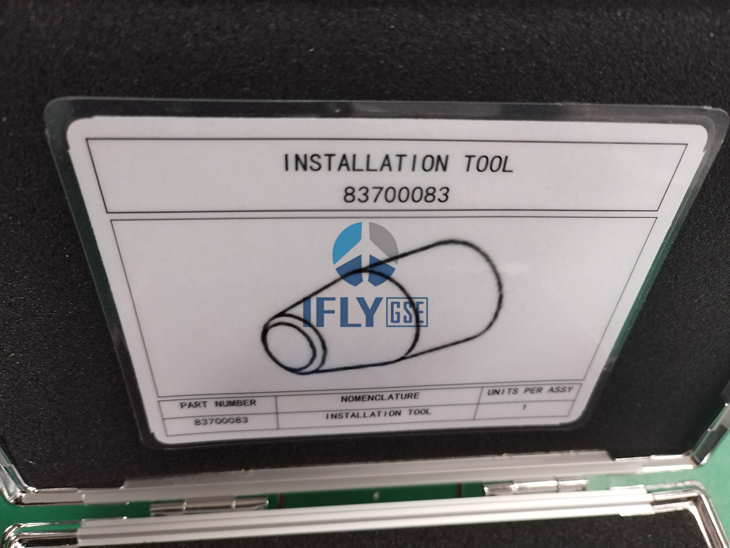 INSTALLATION TOOL
83700083
IFLY GSE
PART NUMBER NOMENCLATURE UNITS PER ASSY
83700083 INSTALLATION TOOL 1